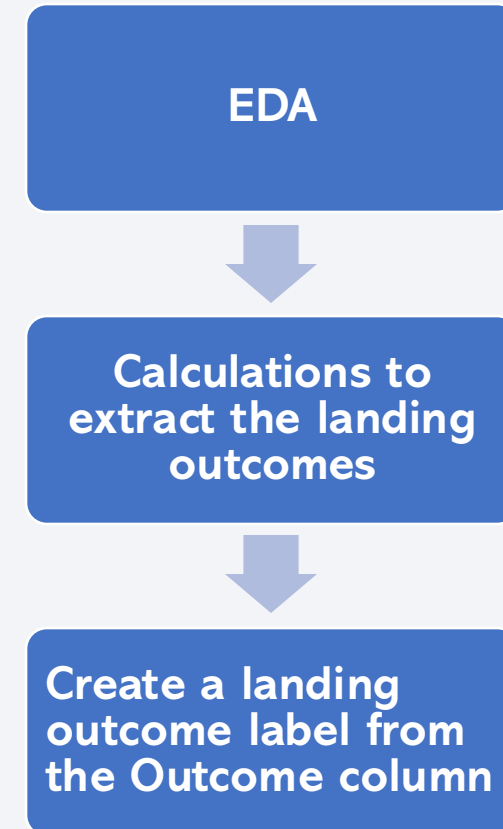 EDA
Calculations to
extract the landing
outcomes
Create a landing
outcome label from
the Outcome column